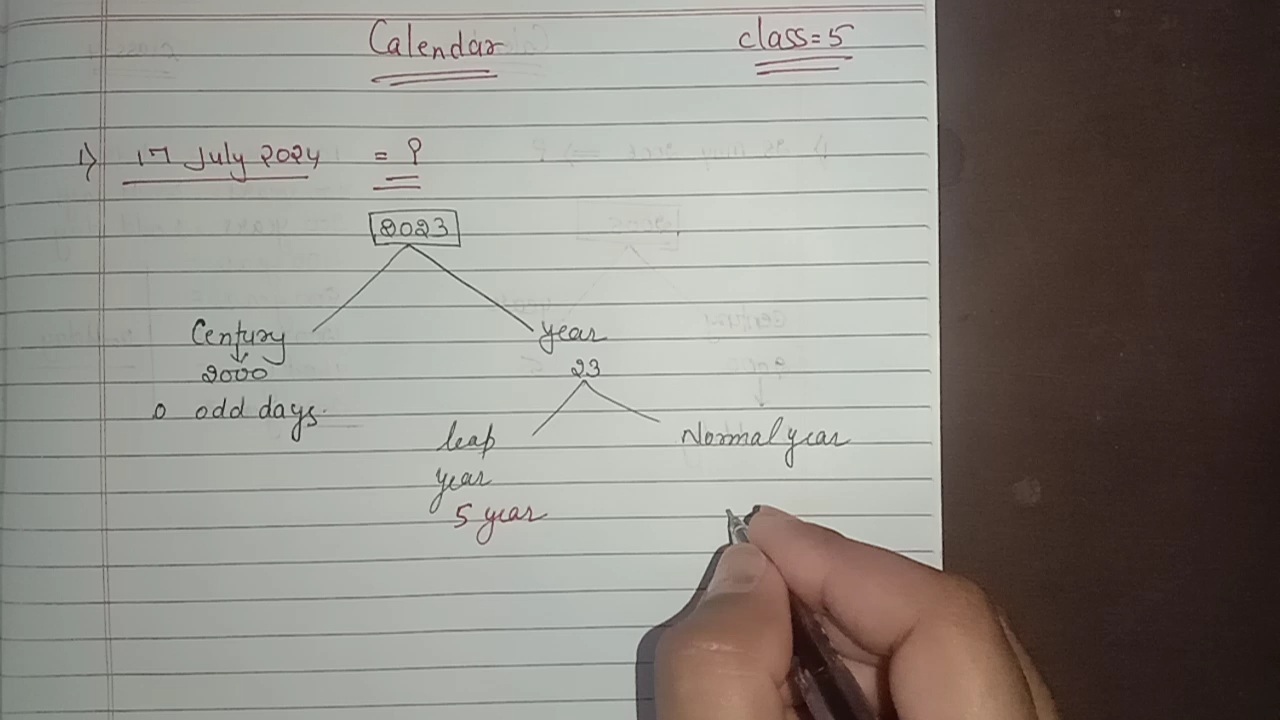 Calendar class=5
1) 17 July 2024 = ?
2023
Century year
2000 23
0 odd days.
leap Normal year
year
5 year